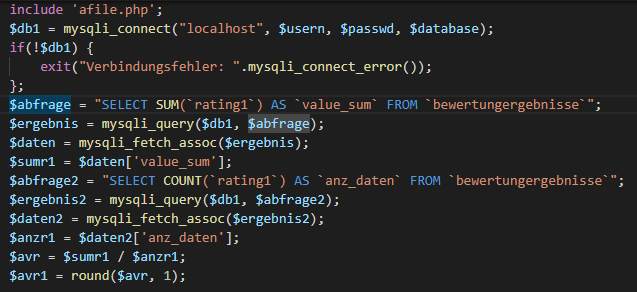 include 'afile.php';
$db1 = mysqli_connect("localhost", $usern, $passwd, $database);
if(!$db1) {
    exit("Verbindungsfehler: ".mysqli_connect_error());
};
$abfrage = "SELECT SUM(`rating1`) AS `value_sum` FROM `bewertungergebnisse`";
$ergebnis = mysqli_query($db1, $abfrage);
$daten = mysqli_fetch_assoc($ergebnis);
$sumr1 = $daten['value_sum'];
$abfrage2 = "SELECT COUNT(`rating1`) AS `anz_daten` FROM `bewertungergebnisse`";
$ergebnis2 = mysqli_query($db1, $abfrage2);
$daten2 = mysqli_fetch_assoc($ergebnis2);
$anzr1 = $daten2['anz_daten'];
$avr = $sumr1 / $anzr1;
$avr1 = round($avr, 1);